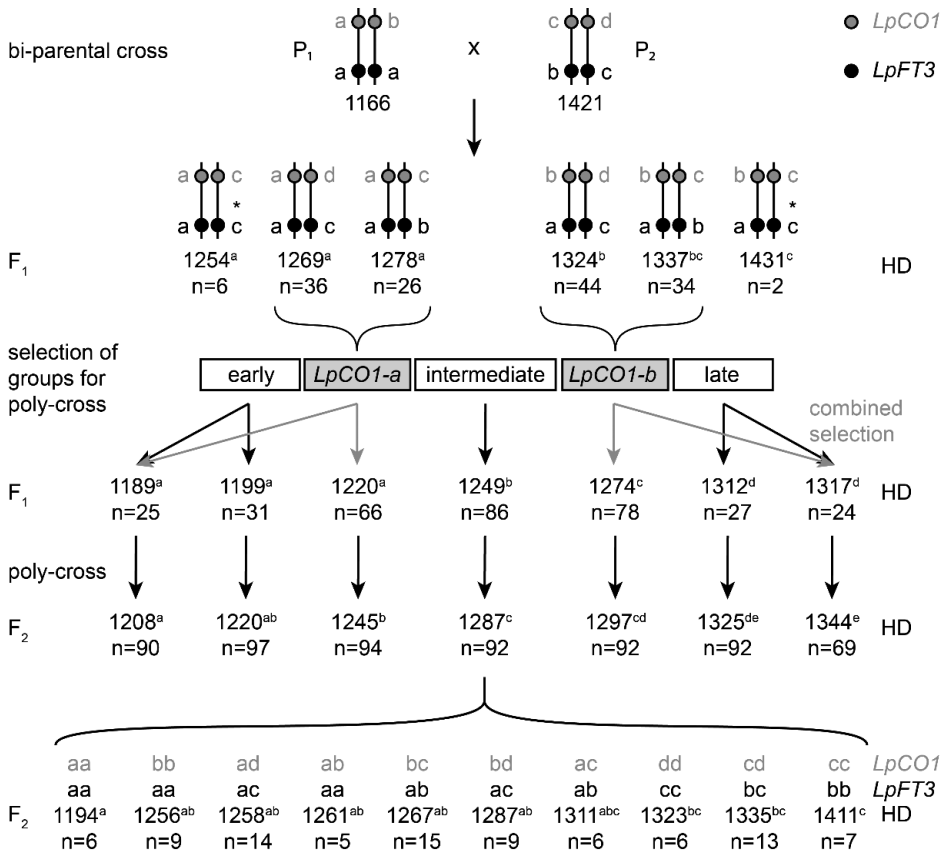 a b c d LpCO1
bi-parental cross P1 x P2
a a b c LpFT3
1166 1421
a c a d a c b d b c b c
* *
a c a c a b a c a b a c
F1 1254a 1269a 1278a 1324b 1337bc 1431c HD
n=6 n=36 n=26 n=44 n=34 n=2
selection of
groups for
poly-cross
early LpCO1-a intermediate LpCO1-b late
combined
selection
F1 1189a 1199a 1220a 1249b 1274c 1312d 1317d HD
n=25 n=31 n=66 n=86 n=78 n=27 n=24
poly-cross
F2 1208a 1220ab 1245b 1287c 1297cd 1325de 1344e HD
n=90 n=97 n=94 n=92 n=92 n=92 n=69
aa bb ad ab bc bd ac dd cd cc LpCO1
aa aa ac aa ab ac ab cc bc bb LpFT3
F2 1194a 1256ab 1258ab 1261ab 1267ab 1287ab 1311abc 1323bc 1335bc 1411c HD
n=6 n=9 n=14 n=5 n=15 n=9 n=6 n=6 n=13 n=7